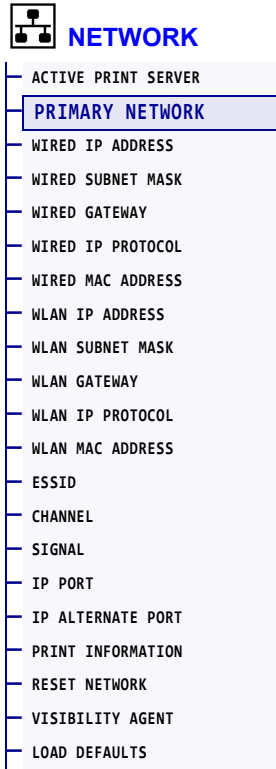 NETWORK
ACTIVE PRINT SERVER
PRIMARY NETWORK
WIRED IP ADDRESS
WIRED SUBNET MASK
WIRED GATEWAY
WIRED IP PROTOCOL
WIRED MAC ADDRESS
WLAN IP ADDRESS
WLAN SUBNET MASK
WLAN GATEWAY
WLAN IP PROTOCOL
WLAN MAC ADDRESS
ESSID
CHANNEL
SIGNAL
IP PORT
IP ALTERNATE PORT
PRINT INFORMATION
RESET NETWORK
VISIBILITY AGENT
LOAD DEFAULTS